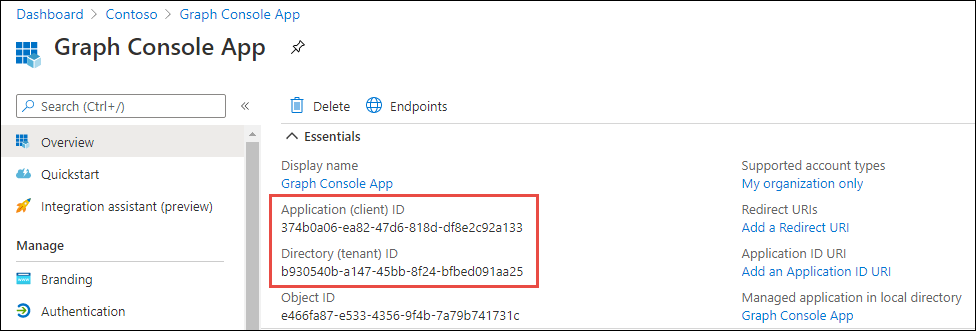 Dashboard > Contoso > Graph Console App
Graph Console App
Search (Ctrl+/)
«
Overview
Quickstart
Integration assistant (preview)
Manage
Branding
Authentication
Delete
Endpoints
Essentials
Display name
Graph Console App
Application (client) ID
374b0a06-ea82-47d6-818d-df8e2c92a133
Directory (tenant) ID
b930540b-a147-45bb-8f24-bfbed091aa25
Object ID
e466fa87-e533-4356-9f4b-7a79b741731c
Supported account types
My organization only
Redirect URIs
Add a Redirect URI
Application ID URI
Add an Application ID URI
Managed application in local directory
Graph Console App